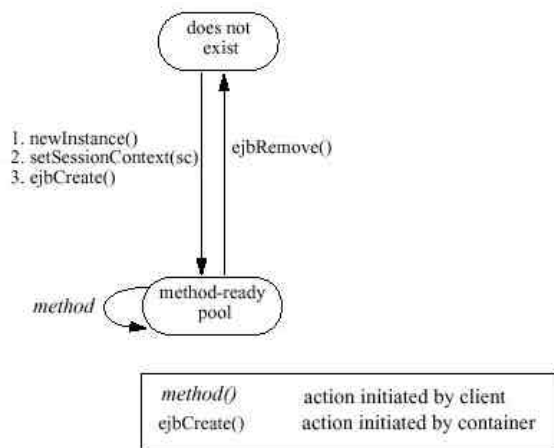 does not
exist
1. newInstance()
2. setSessionContext(sc)
3. ejbCreate()
ejbRemove()
method
method-ready
pool
method() action initiated by client
ejbCreate() action initiated by container